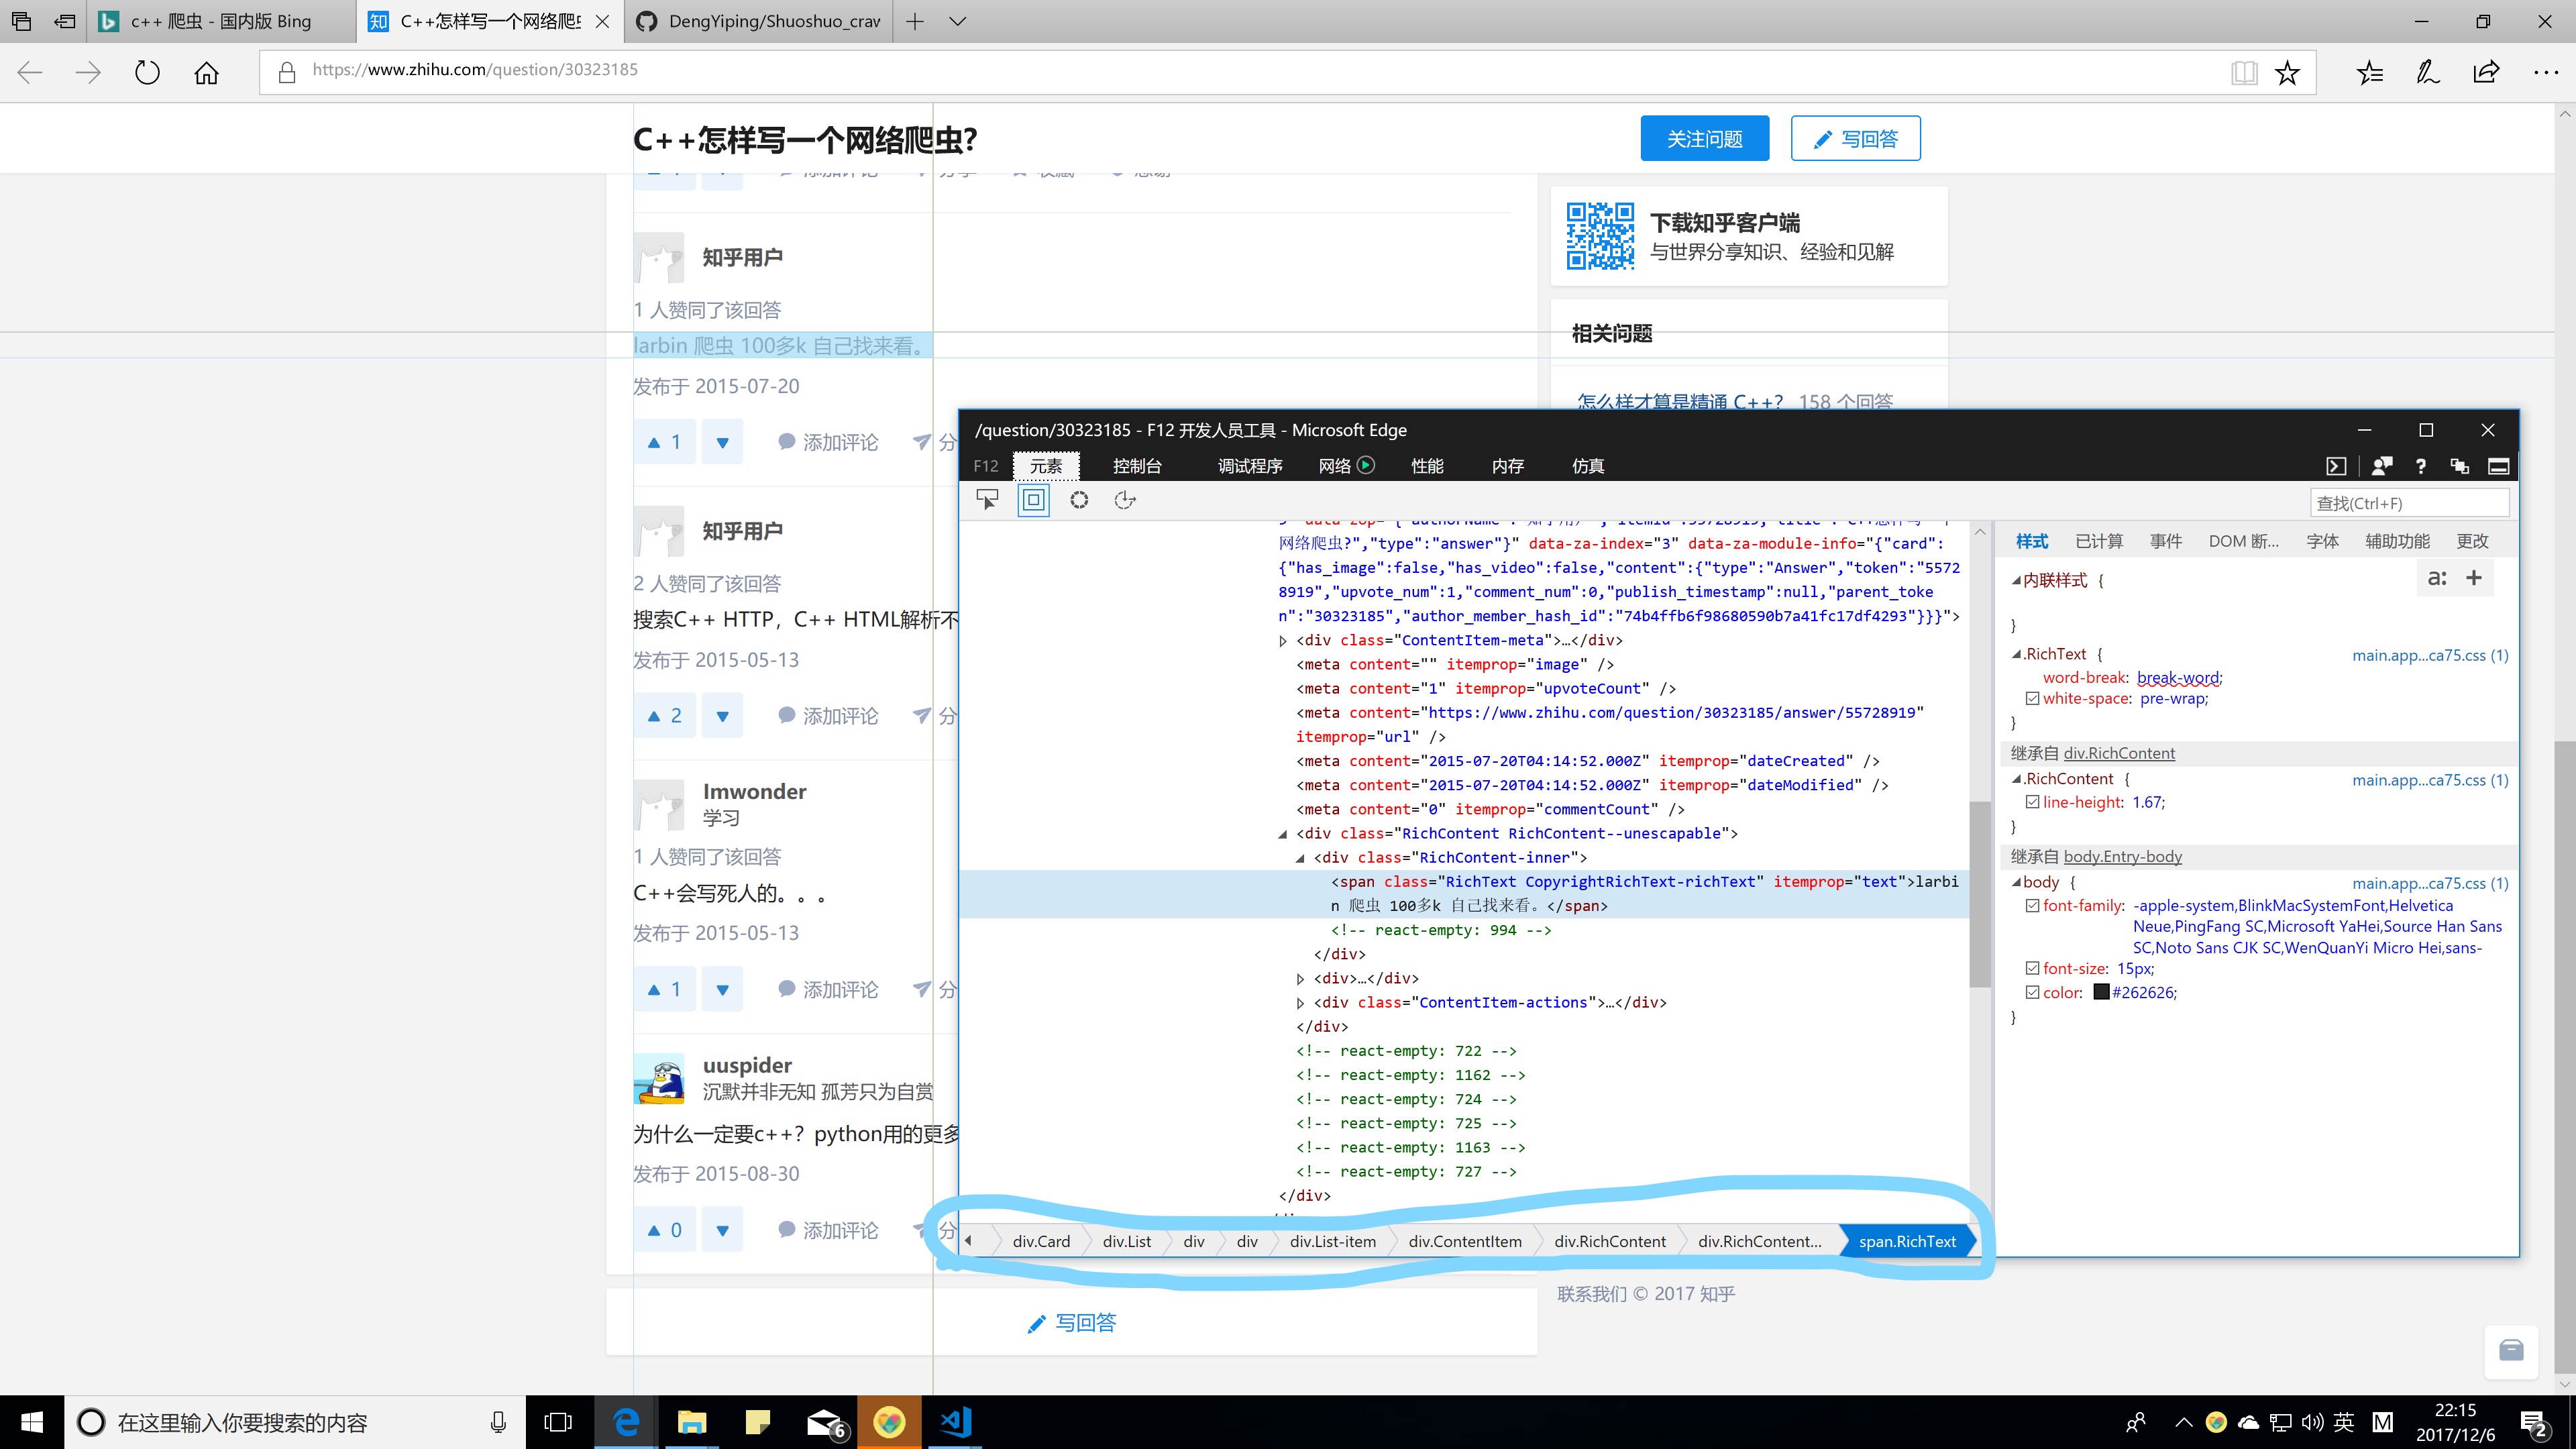 c++ 爬虫 - 国内版 Bing
知 C++怎样写一个网络爬虫
DengYiping/Shuoshuo_crav
https://www.zhihu.com/question/30323185
C++怎样写一个网络爬虫?
关注问题
写回答
知乎用户
1 人赞同了该回答
larbin 爬虫 100多k 自己找来看。
发布于 2015-07-20
1
添加评论
分
知乎用户
2 人赞同了该回答
搜索C++ HTTP，C++ HTML解析不
发布于 2015-05-13
2
添加评论
分
lmwonder
学习
1 人赞同了该回答
C++会写死人的。。。
发布于 2015-05-13
1
添加评论
分
uuspider
沉默并非无知 孤芳只为自赏
为什么一定要c++？python用的更多
发布于 2015-08-30
0
添加评论
分
写回答
下载知乎客户端
与世界分享知识、经验和见解
相关问题
怎么样才算是精通 C++? 158 个回答
/question/30323185 - F12 开发人员工具 - Microsoft Edge
F12 元素 控制台 调试程序 网络 性能 内存 仿真
?
查找(Ctrl+F)
网络爬虫?","type":"answer"}" data-za-index="3" data-za-module-info="{"card":
{"has_image":false,"has_video":false,"content":{"type":"Answer","token":"5572
8919","upvote_num":1,"comment_num":0,"publish_timestamp":null,"parent_toke
n":"30323185","author_member_hash_id":"74b4ffb6f98680590b7a41fc17df4293"}}}">
<div class="ContentItem-meta">…</div>
<meta content="" itemprop="image" />
<meta content="1" itemprop="upvoteCount" />
<meta content="https://www.zhihu.com/question/30323185/answer/55728919"
itemprop="url" />
<meta content="2015-07-20T04:14:52.000Z" itemprop="dateCreated" />
<meta content="2015-07-20T04:14:52.000Z" itemprop="dateModified" />
<meta content="0" itemprop="commentCount" />
<div class="RichContent RichContent--unescapable">
<div class="RichContent-inner">
<span class="RichText CopyrightRichText-richText" itemprop="text">larbi
n 爬虫 100多k 自己找来看。</span>
<!-- react-empty: 994 -->
</div>
<div>…</div>
<div class="ContentItem-actions">…</div>
</div>
<!-- react-empty: 722 -->
<!-- react-empty: 1162 -->
<!-- react-empty: 724 -->
<!-- react-empty: 725 -->
<!-- react-empty: 1163 -->
<!-- react-empty: 727 -->
</div>
div.Card div.List div div div.List-item div.ContentItem div.RichContent div.RichContent... span.RichText
样式 已计算 事件 DOM 断... 字体 辅助功能 更改
内联样式 {
a: +
}
.RichText { main.app...ca75.css (1)
word-break: break-word;
white-space: pre-wrap;
}
继承自 div.RichContent
.RichContent { main.app...ca75.css (1)
line-height: 1.67;
}
继承自 body.Entry-body
body { main.app...ca75.css (1)
font-family: -apple-system,BlinkMacSystemFont,Helvetica
Neue,PingFang SC,Microsoft YaHei,Source Han Sans
SC,Noto Sans CJK SC,WenQuanYi Micro Hei,sans-
font-size: 15px;
color: #262626;
}
联系我们 © 2017 知乎
在这里输入你要搜索的内容
6
英
M
22:15
2017/12/6
2